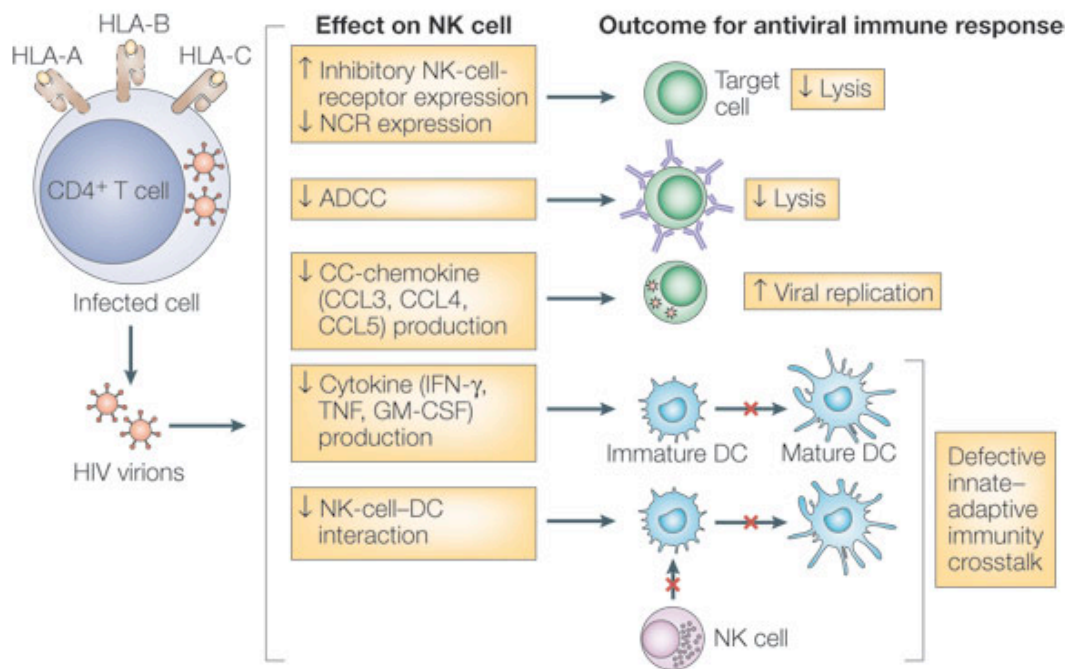 HLA-B
HLA-A
HLA-C
CD4+ T cell
Infected cell
HIV virions
Effect on NK cell
↑ Inhibitory NK-cell-
receptor expression
↓ NCR expression
↓ ADCC
↓ CC-chemokine
(CCL3, CCL4,
CCL5) production
↓ Cytokine (IFN-γ,
TNF, GM-CSF)
production
↓ NK-cell–DC
interaction
Outcome for antiviral immune response
Target
cell
↓ Lysis
↓ Lysis
↑ Viral replication
Immature DC
Mature DC
NK cell
Defective
innate–
adaptive
immunity
crosstalk